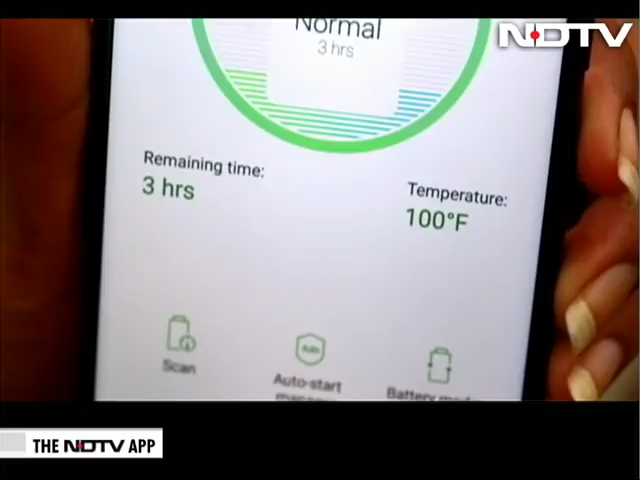 NDTV
Normal
3 hrs
Remaining time:
3 hrs
Temperature:
100°F
Scan
Auto-start
Battery
THE NDTV APP